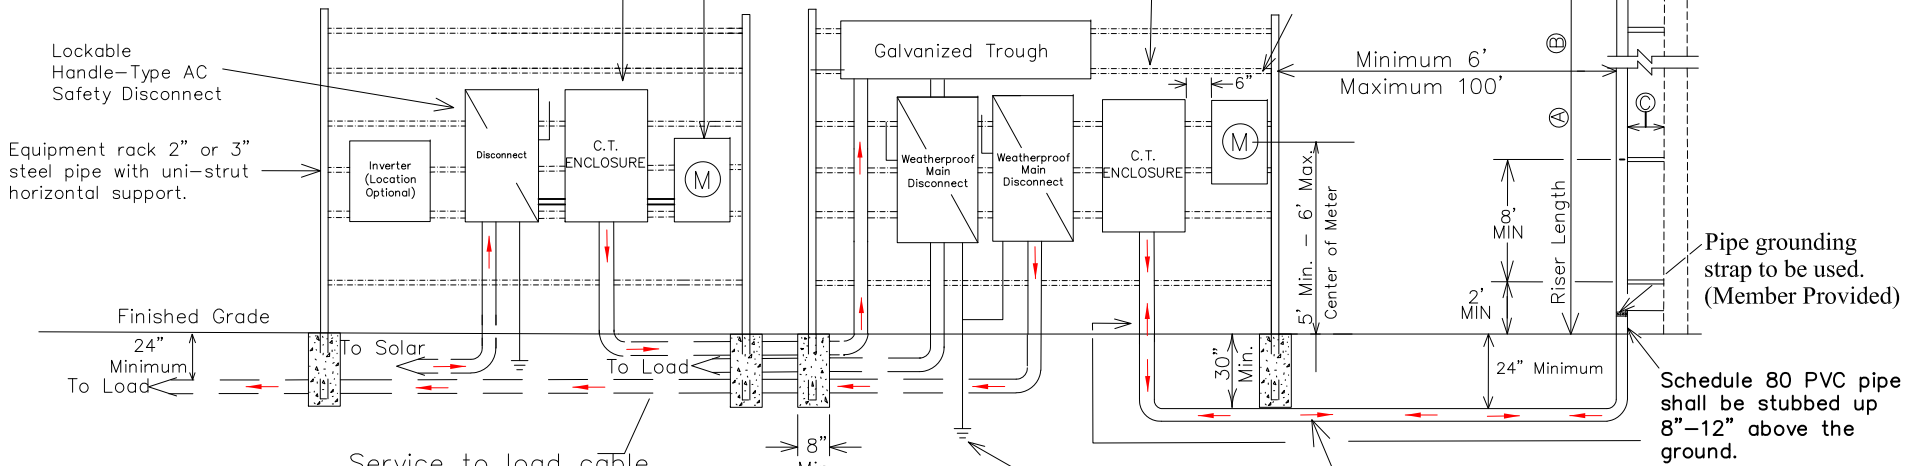 Lockable
Handle-Type AC
Safety Disconnect
Equipment rack 2" or 3"
steel pipe with uni-strut
horizontal support.
Inverter
(Location
Optional)
Disconnect
C.T.
ENCLOSURE
M
Galvanized Trough
Weatherproof
Main
Disconnect
Weatherproof
Main
Disconnect
C.T.
ENCLOSURE
6"
M
Minimum 6'
Maximum 100'
5' Min. - 6' Max.
Center of Meter
B
A
C
Riser Length
8'
MIN
2'
MIN
Pipe grounding
strap to be used.
(Member Provided)
Finished Grade
24"
Minimum
To Load
To Solar
To Load
30"
Min.
24" Minimum
Schedule 80 PVC pipe
shall be stubbed up
8"-12" above the
ground.
8"
Min
Service to load cable